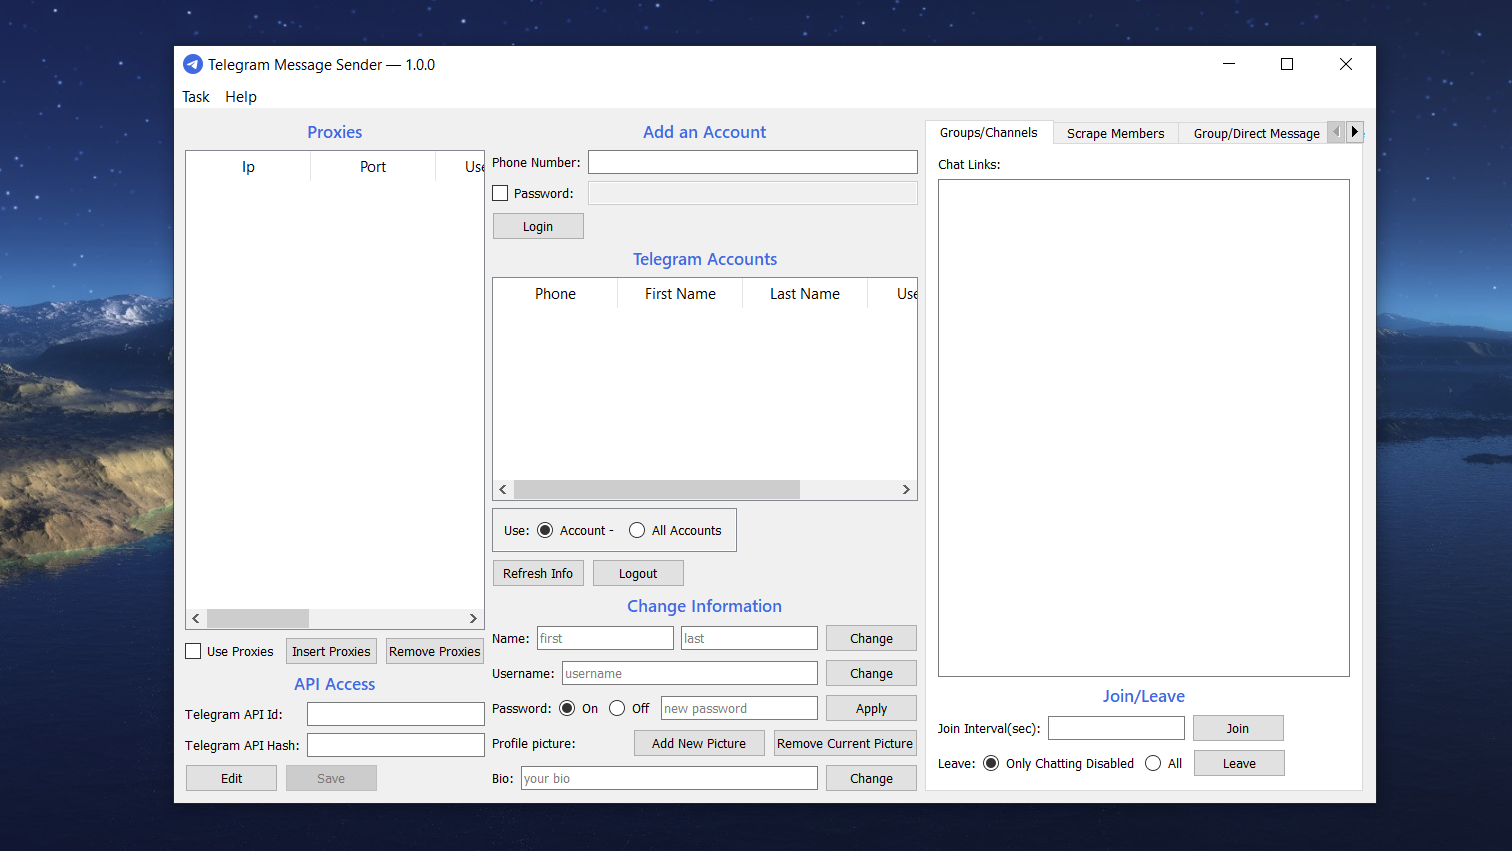 Telegram Message Sender — 1.0.0
Task Help
Proxies
Ip Port Use
Use Proxies Insert Proxies Remove Proxies
API Access
Telegram API Id:
Telegram API Hash:
Edit Save
Add an Account
Phone Number:
Password:
Login
Telegram Accounts
Phone First Name Last Name Use
Use: Account - All Accounts
Refresh Info Logout
Change Information
Name: first last Change
Username: username Change
Password: On Off new password Apply
Profile picture: Add New Picture Remove Current Picture
Bio: your bio Change
Groups/Channels Scrape Members Group/Direct Message
Chat Links:
Join/Leave
Join Interval(sec): Join
Leave: Only Chatting Disabled All Leave